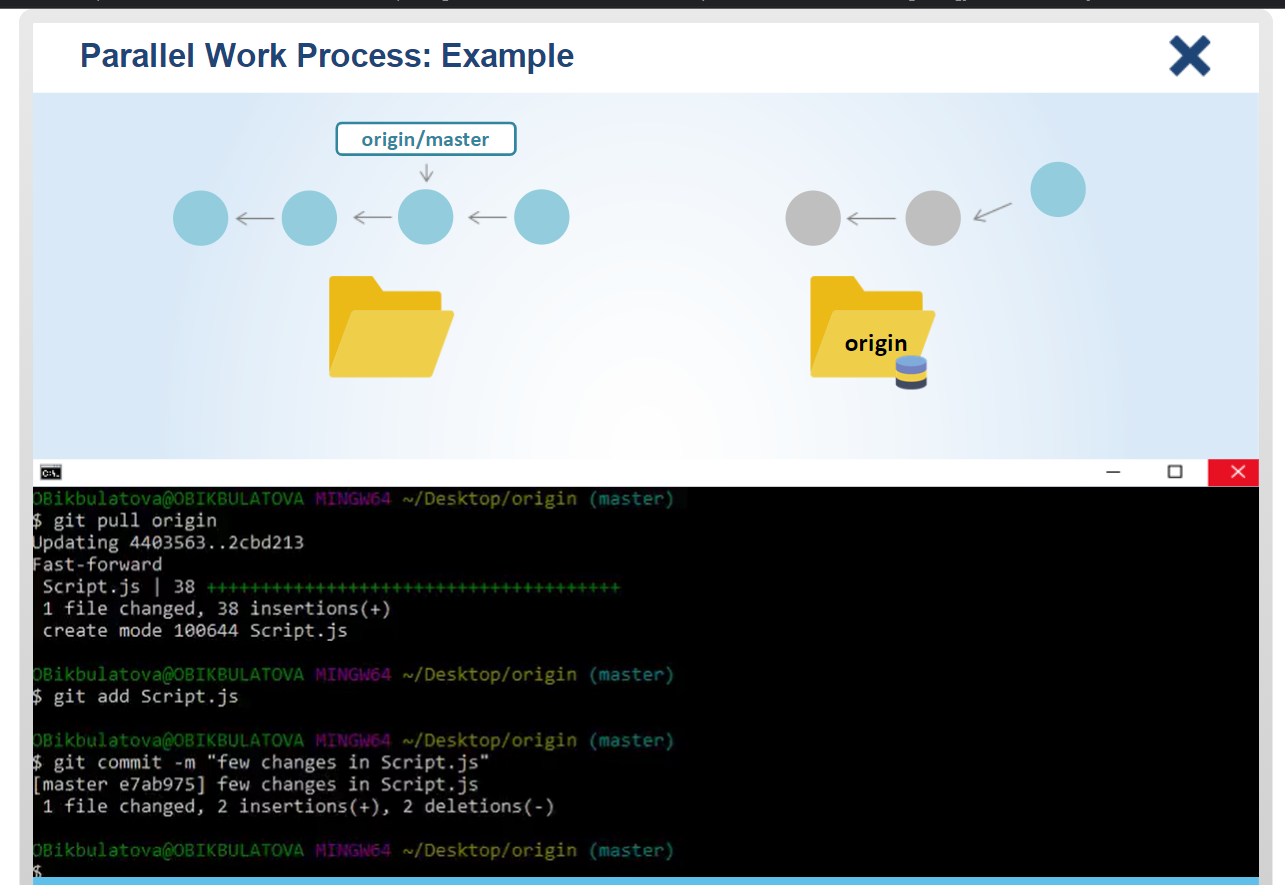 Parallel Work Process: Example
origin/master
origin
C:\.
OBikbulatova@OBIKBULATOVA MINGW64 ~/Desktop/origin (master)
$ git pull origin
Updating 4403563..2cbd213
Fast-forward
Script.js | 38 ++++++++++++++++++++++++++++++++++++++
1 file changed, 38 insertions(+)
create mode 100644 Script.js
OBikbulatova@OBIKBULATOVA MINGW64 ~/Desktop/origin (master)
$ git add Script.js
OBikbulatova@OBIKBULATOVA MINGW64 ~/Desktop/origin (master)
$ git commit -m "few changes in Script.js"
[master e7ab975] few changes in Script.js
1 file changed, 2 insertions(+), 2 deletions(-)
OBikbulatova@OBIKBULATOVA MINGW64 ~/Desktop/origin (master)
$